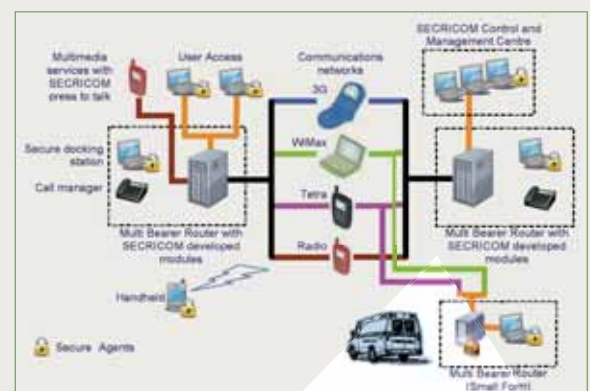 Multimedia
services with
SECRICOM
press to talk
User Access
Communications
networks
3G
SECRICOM Control and
Management Centre
WiMax
Secure docking
station
Call manager
Tetra
Multi Bearer Router with
SECRICOM developed
modules
Radio
Multi Bearer Router with
SECRICOM developed
modules
Handheld
Secure Agents
Multi Bearer Router
(Small Form)